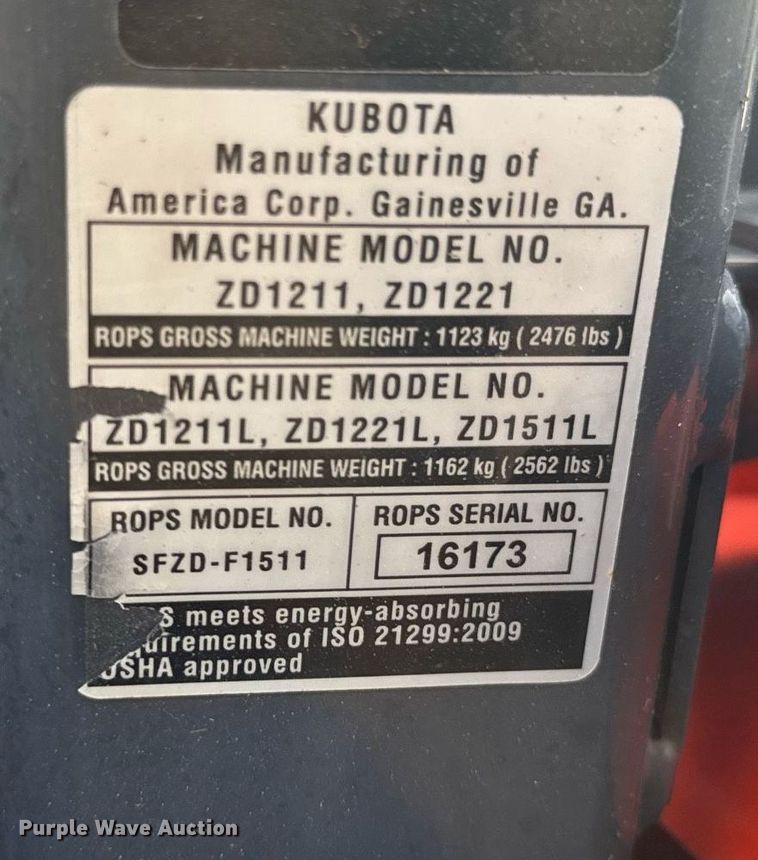 KUBOTA
Manufacturing of
America Corp. Gainesville GA.
MACHINE MODEL NO.
ZD1211, ZD1221
ROPS GROSS MACHINE WEIGHT : 1123 kg ( 2476 lbs )
MACHINE MODEL NO.
ZD1211L, ZD1221L, ZD1511L
ROPS GROSS MACHINE WEIGHT : 1162 kg ( 2562 lbs )
ROPS MODEL NO.
SFZD-F1511
ROPS SERIAL NO.
16173
S meets energy-absorbing
uirements of ISO 21299:2009
OSHA approved
Purple Wave Auction